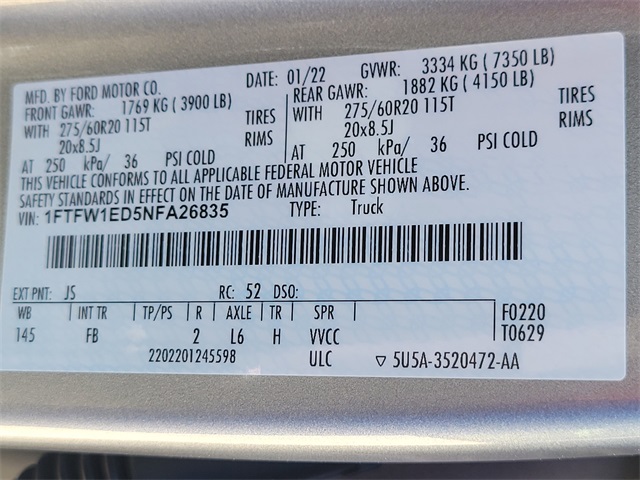 MFD. BY FORD MOTOR CO. DATE: 01/22 GVWR: 3334 KG ( 7350 LB)
FRONT GAWR: 1769 KG ( 3900 LB) REAR GAWR: 1882 KG ( 4150 LB)
WITH 275/60R20 115T TIRES WITH 275/60R20 115T TIRES
20x8.5J RIMS 20x8.5J RIMS
AT 250 kPa/ 36 PSI COLD AT 250 kPa/ 36 PSI COLD
THIS VEHICLE CONFORMS TO ALL APPLICABLE FEDERAL MOTOR VEHICLE
SAFETY STANDARDS IN EFFECT ON THE DATE OF MANUFACTURE SHOWN ABOVE.
VIN: 1FTFW1ED5NFA26835 TYPE: Truck
EXT PNT: JS RC: 52 DSO:
WB INT TR TP/PS R AXLE TR SPR F0220
145 FB 2 L6 H VVCC T0629
2202201245598 ULC ▽ 5U5A-3520472-AA